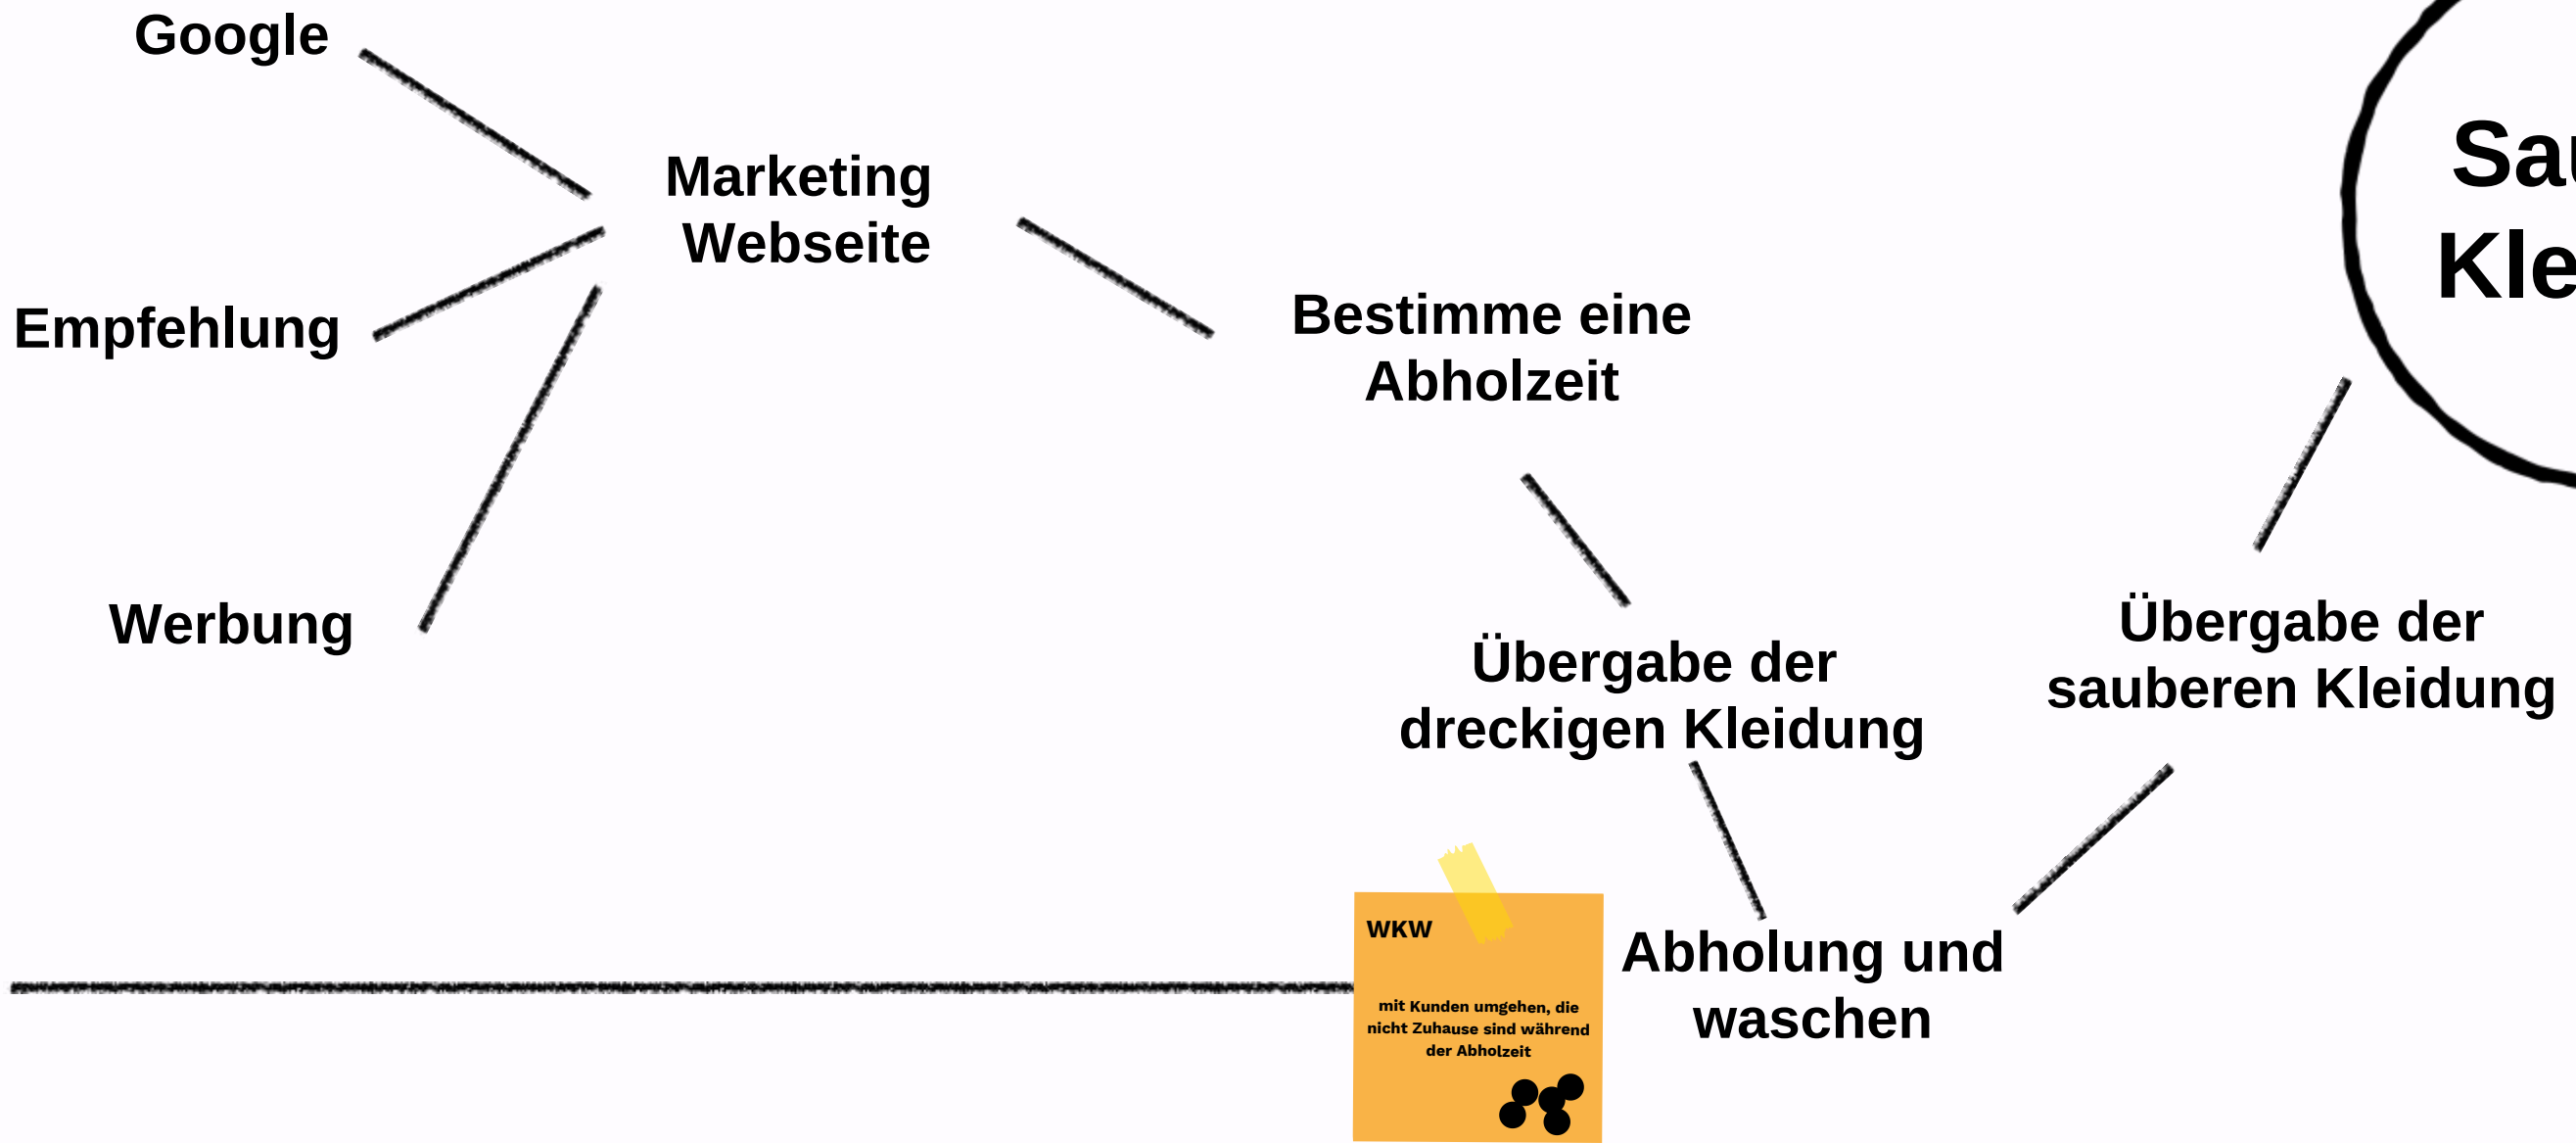 Google
Marketing
Webseite
Empfehlung
Bestimme eine
Abholzeit
Werbung
Übergabe der
dreckigen Kleidung
Übergabe der
sauberen Kleidung
WKW
mit Kunden umgehen, die
nicht Zuhause sind während
der Abholzeit
Abholung und
waschen